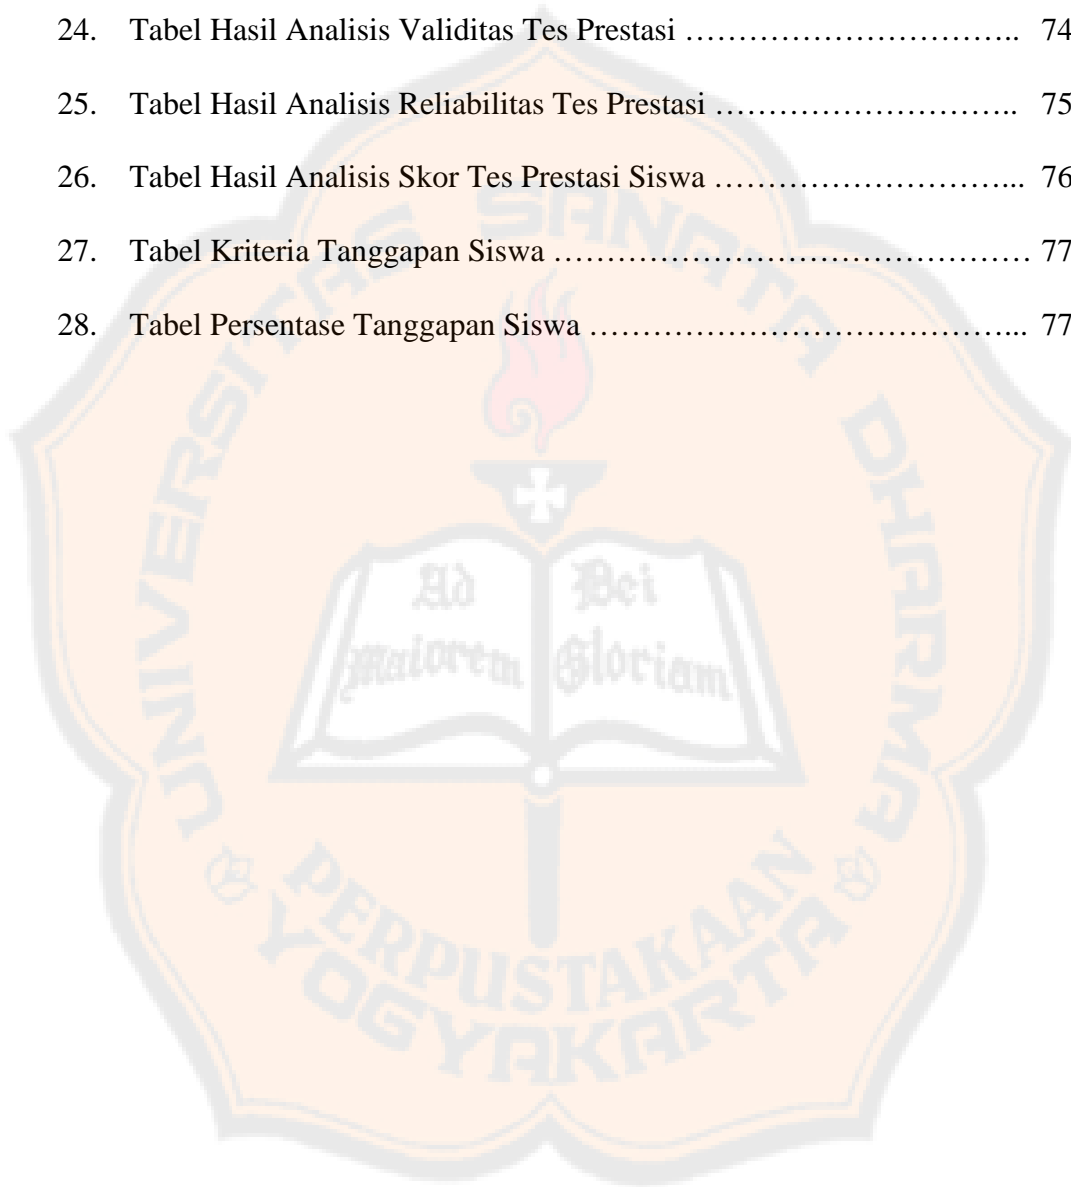 24. Tabel Hasil Analisis Validitas Tes Prestasi ………………………….. 74
25. Tabel Hasil Analisis Reliabilitas Tes Prestasi ……………………….. 75
26. Tabel Hasil Analisis Skor Tes Prestasi Siswa ………………………... 76
27. Tabel Kriteria Tanggapan Siswa ……………………………………… 77
28. Tabel Persentase Tanggapan Siswa …………………………………... 77
UNIVERSITAS SANATA DHARMA
Ad Maiorem
Dei Gloriam
PERPUSTAKAAN
YOGYAKARTA